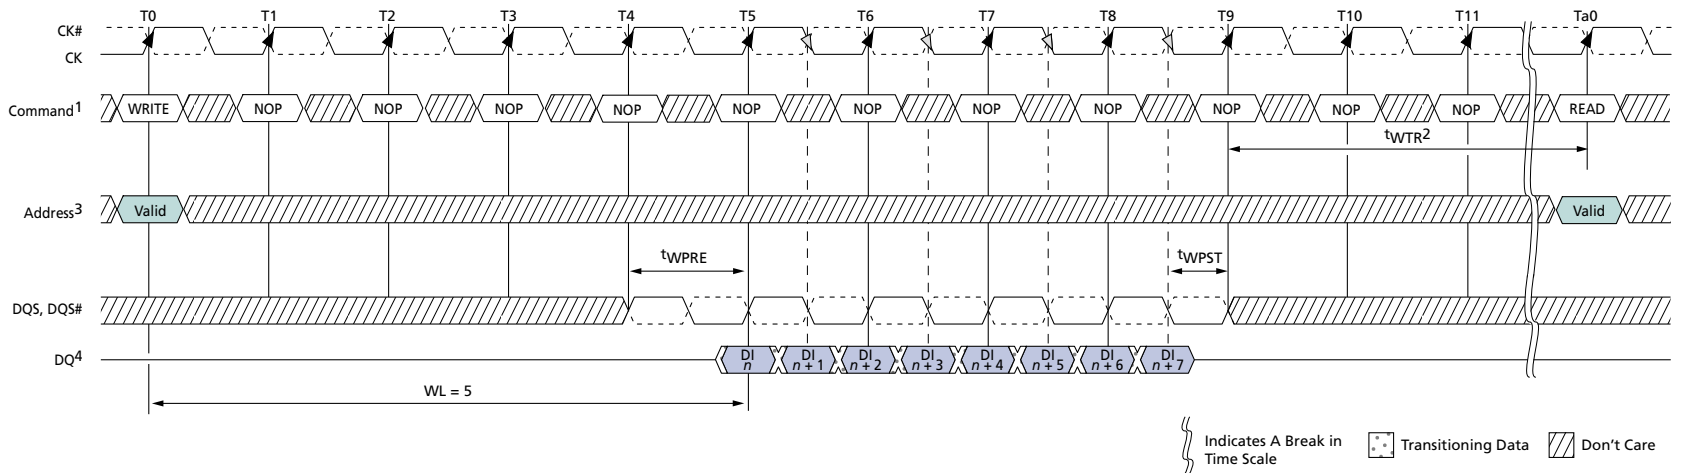 T0 T1 T2 T3 T4 T5 T6 T7 T8 T9 T10 T11 Ta0
CK#
CK
Command1 WRITE NOP NOP NOP NOP NOP NOP NOP NOP NOP NOP NOP READ
tWTR2
Address3 Valid Valid
tWPRE tWPST
DQS, DQS#
DQ4 DI n DI n + 1 DI n + 2 DI n + 3 DI n + 4 DI n + 5 DI n + 6 DI n + 7
WL = 5
Indicates A Break in
Time Scale
Transitioning Data
Don't Care